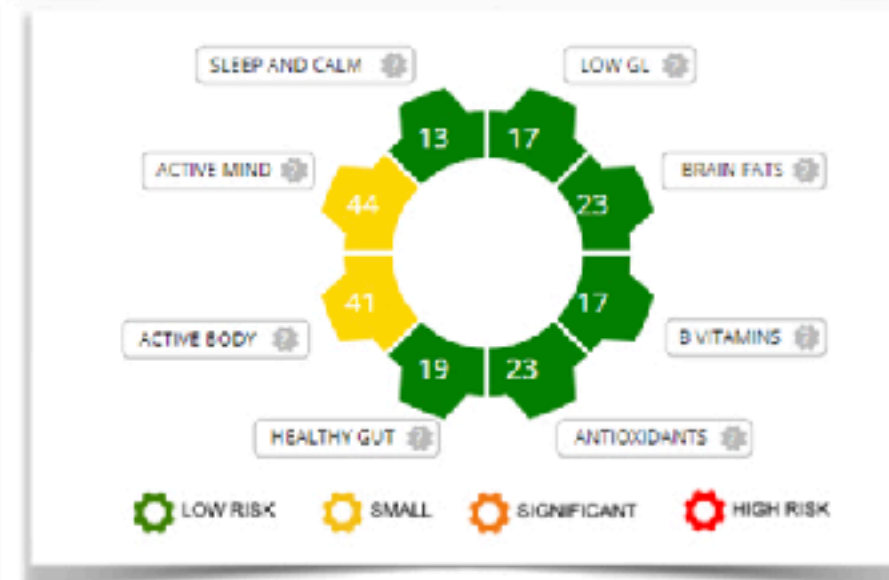 SLEEP AND CALM ?
LOW GL ?
13
17
ACTIVE MIND ?
BRAIN FATS ?
44
23
41
17
ACTIVE BODY ?
B VITAMINS ?
19
23
HEALTHY GUT ?
ANTIOXIDANTS ?
LOW RISK
SMALL
SIGNIFICANT
HIGH RISK